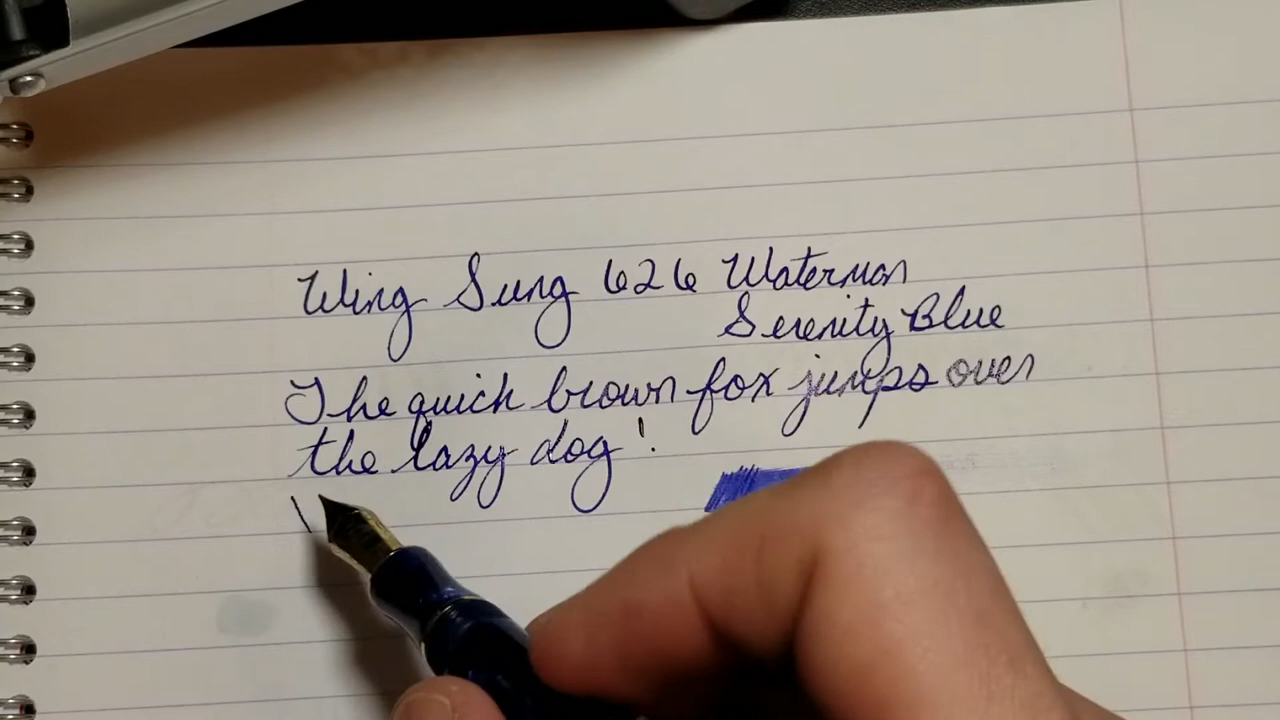 Wing Sung 626 Waterman
Serenity Blue
The quick brown fox jumps over
the lazy dog!